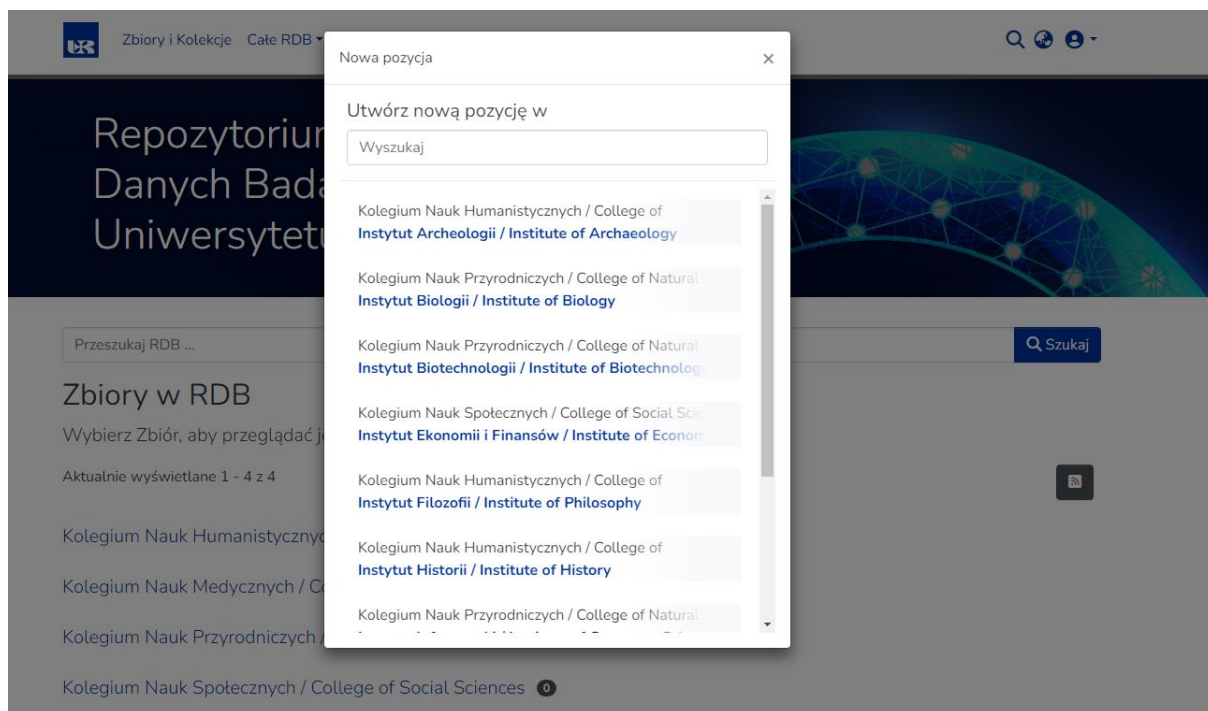 UR
Zbiory i Kolekcje Całe RDB
Nowa pozycja ×
Utwórz nową pozycję w
Wyszukaj
Kolegium Nauk Humanistycznych / College of
Instytut Archeologii / Institute of Archaeology
Kolegium Nauk Przyrodniczych / College of Natural
Instytut Biologii / Institute of Biology
Kolegium Nauk Przyrodniczych / College of Natural
Instytut Biotechnologii / Institute of Biotechnolog
Kolegium Nauk Społecznych / College of Social Scie
Instytut Ekonomii i Finansów / Institute of Econom
Kolegium Nauk Humanistycznych / College of
Instytut Filozofii / Institute of Philosophy
Kolegium Nauk Humanistycznych / College of
Instytut Historii / Institute of History
Kolegium Nauk Przyrodniczych / College of Natural
Repozytoriu
Danych Bada
Uniwersytetu
Przeszukaj RDB ...
Szukaj
Zbiory w RDB
Wybierz Zbiór, aby przeglądać j
Aktualnie wyświetlane 1 - 4 z 4
Kolegium Nauk Humanistyczny
Kolegium Nauk Medycznych / Co
Kolegium Nauk Przyrodniczych /
Kolegium Nauk Społecznych / College of Social Sciences 0